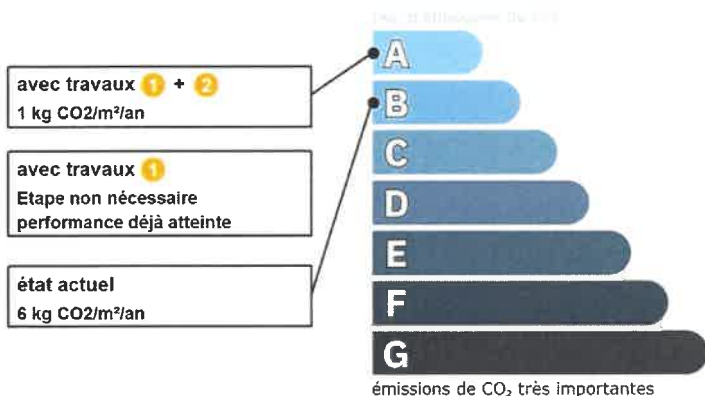 avec travaux 1 + 2
1 kg CO2/m²/an
avec travaux 1
Etape non nécessaire
performance déjà atteinte
état actuel
6 kg CO2/m²/an
A
B
C
D
E
F
G
émissions de CO₂ très importantes